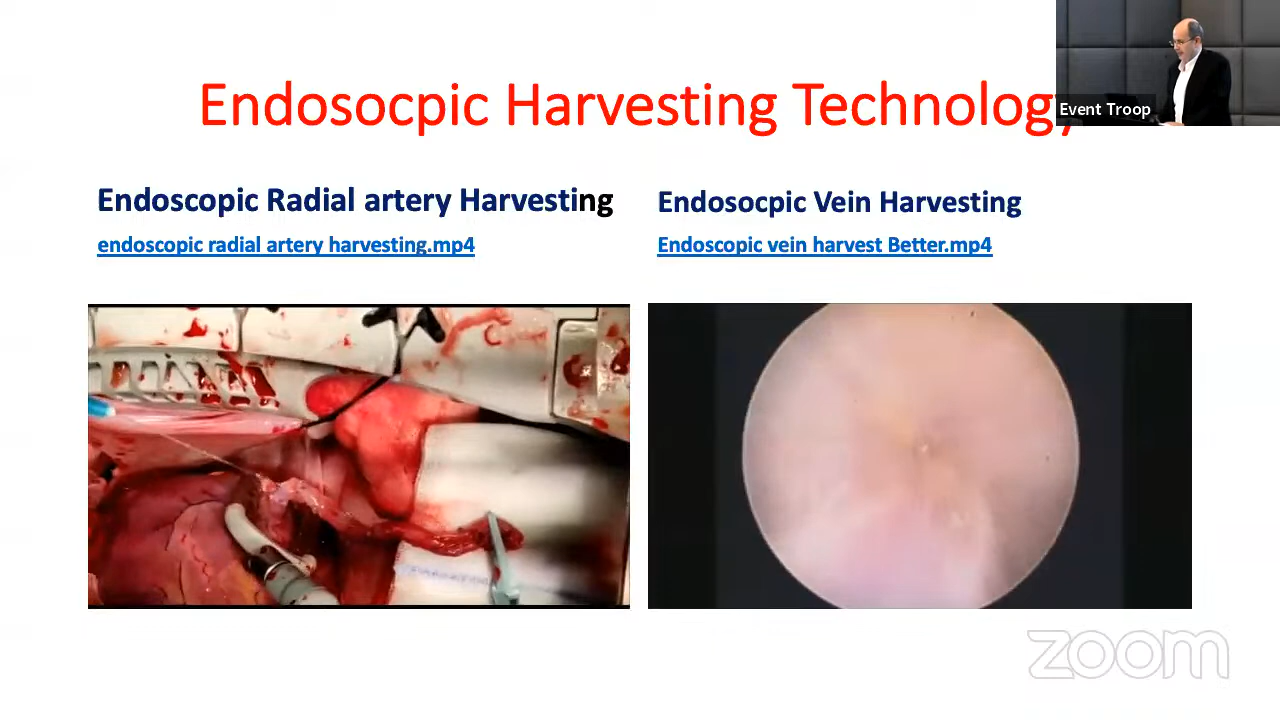 Endosocpic Harvesting Technology
Event Troop
Endoscopic Radial artery Harvesting
endoscopic radial artery harvesting.mp4
Endosocpic Vein Harvesting
Endoscopic vein harvest Better.mp4
zoom